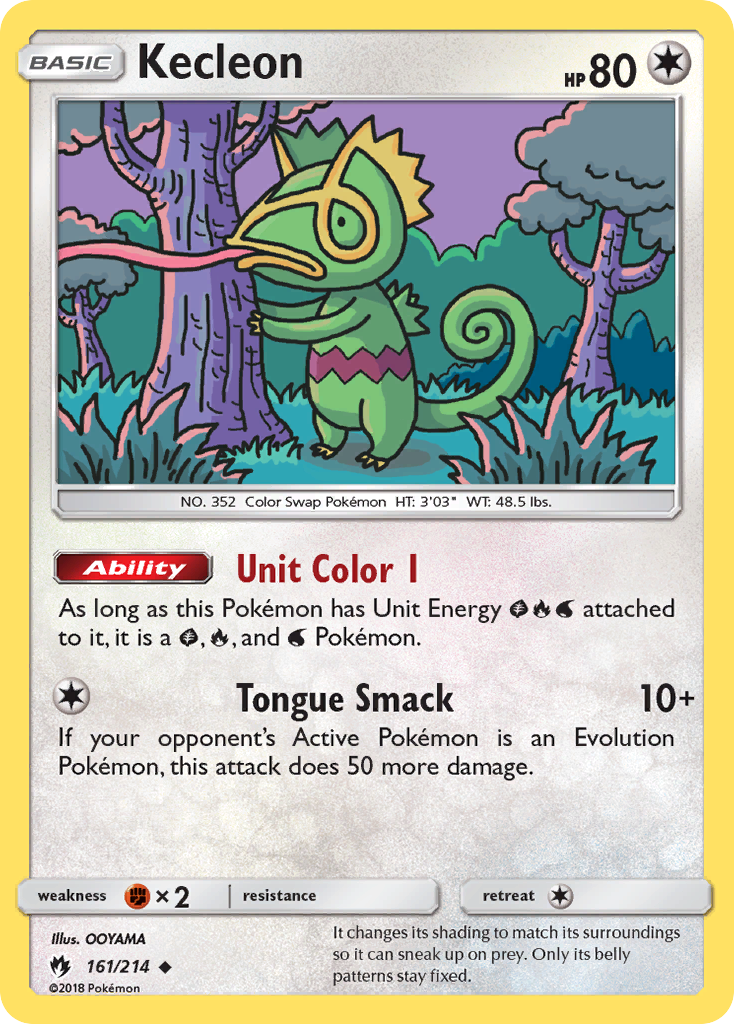 BASIC Kecleon HP 80
NO. 352 Color Swap Pokémon HT: 3'03" WT: 48.5 lbs.
Ability Unit Color I
As long as this Pokémon has Unit Energy attached
to it, it is a , , and Pokémon.
Tongue Smack 10+
If your opponent's Active Pokémon is an Evolution
Pokémon, this attack does 50 more damage.
weakness ×2 resistance retreat
Illus. OOYAMA
161/214
©2018 Pokémon
It changes its shading to match its surroundings
so it can sneak up on prey. Only its belly
patterns stay fixed.